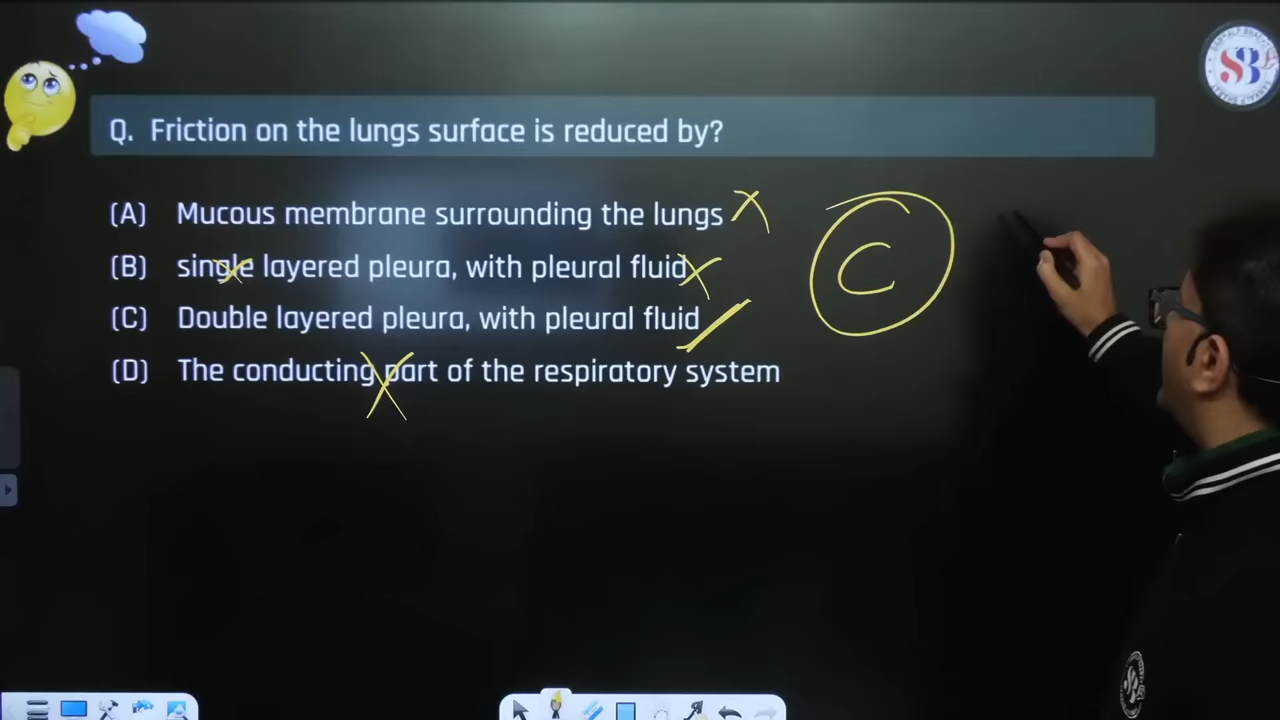 Q. Friction on the lungs surface is reduced by?
(A) Mucous membrane surrounding the lungs
(B) single layered pleura, with pleural fluid
(C) Double layered pleura, with pleural fluid
(D) The conducting part of the respiratory system
C
SB